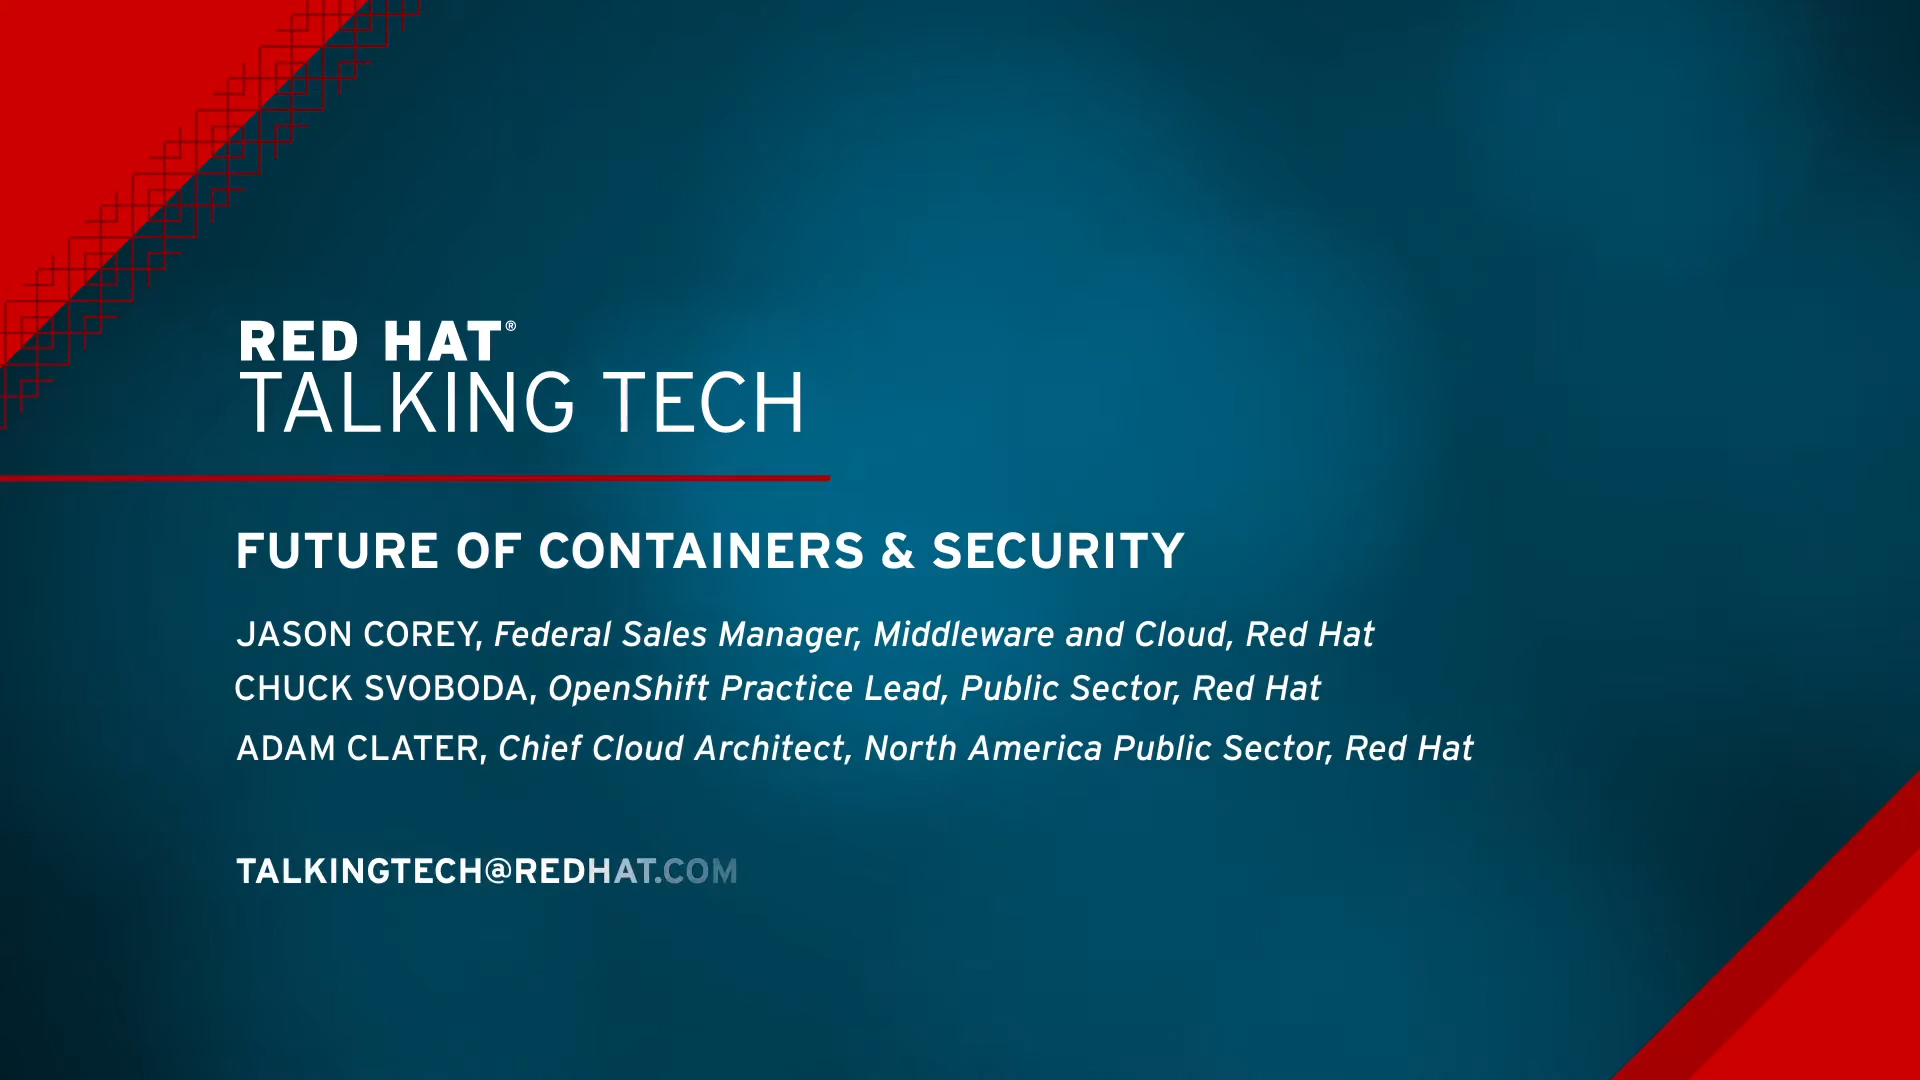 RED HAT®
TALKING TECH
FUTURE OF CONTAINERS & SECURITY
JASON COREY, Federal Sales Manager, Middleware and Cloud, Red Hat
CHUCK SVOBODA, OpenShift Practice Lead, Public Sector, Red Hat
ADAM CLATER, Chief Cloud Architect, North America Public Sector, Red Hat
TALKINGTECH@REDHAT.COM